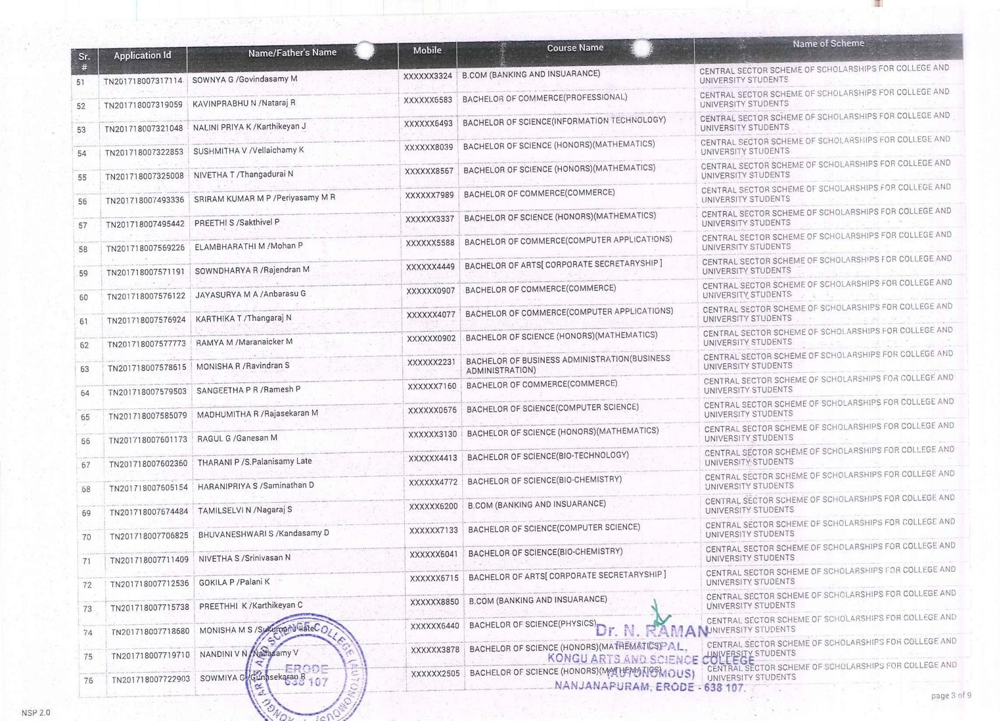 Sr. # Application Id Name/Father's Name Mobile Course Name Name of Scheme
51 TN201718007317114 SOWNYA G /Govindasamy M XXXXXX3324 B.COM (BANKING AND INSUARANCE) CENTRAL SECTOR SCHEME OF SCHOLARSHIPS FOR COLLEGE AND
UNIVERSITY STUDENTS
52 TN201718007319059 KAVINPRABHU N /Nataraj R XXXXXX6583 BACHELOR OF COMMERCE(PROFESSIONAL) CENTRAL SECTOR SCHEME OF SCHOLARSHIPS FOR COLLEGE AND
UNIVERSITY STUDENTS
53 TN201718007321048 NALINI PRIYA K /Karthikeyan J XXXXXX6493 BACHELOR OF SCIENCE(INFORMATION TECHNOLOGY) CENTRAL SECTOR SCHEME OF SCHOLARSHIPS FOR COLLEGE AND
UNIVERSITY STUDENTS
54 TN201718007322853 SUSHMITHA V /Vellaichamy K XXXXXX8039 BACHELOR OF SCIENCE (HONORS)(MATHEMATICS) CENTRAL SECTOR SCHEME OF SCHOLARSHIPS FOR COLLEGE AND
UNIVERSITY STUDENTS
55 TN201718007325008 NIVETHA T /Thangadurai N XXXXXX8567 BACHELOR OF SCIENCE (HONORS)(MATHEMATICS) CENTRAL SECTOR SCHEME OF SCHOLARSHIPS FOR COLLEGE AND
UNIVERSITY STUDENTS
56 TN201718007493336 SRIRAM KUMAR M P /Periyasamy M R XXXXXX7989 BACHELOR OF COMMERCE(COMMERCE) CENTRAL SECTOR SCHEME OF SCHOLARSHIPS FOR COLLEGE AND
UNIVERSITY STUDENTS
57 TN201718007495442 PREETHI S /Sakthivel P XXXXXX3337 BACHELOR OF SCIENCE (HONORS)(MATHEMATICS) CENTRAL SECTOR SCHEME OF SCHOLARSHIPS FOR COLLEGE AND
UNIVERSITY STUDENTS
58 TN201718007569226 ELAMBHARATHI M /Mohan P XXXXXX5588 BACHELOR OF COMMERCE(COMPUTER APPLICATIONS) CENTRAL SECTOR SCHEME OF SCHOLARSHIPS FOR COLLEGE AND
UNIVERSITY STUDENTS
59 TN201718007571191 SOWNDHARYA R /Rajendran M XXXXXX4449 BACHELOR OF ARTS[ CORPORATE SECRETARYSHIP ] CENTRAL SECTOR SCHEME OF SCHOLARSHIPS FOR COLLEGE AND
UNIVERSITY STUDENTS
60 TN201718007576122 JAYASURYA M A /Anbarasu G XXXXXX0907 BACHELOR OF COMMERCE(COMMERCE) CENTRAL SECTOR SCHEME OF SCHOLARSHIPS FOR COLLEGE AND
UNIVERSITY STUDENTS
61 TN201718007576924 KARTHIKA T /Thangaraj N XXXXXX4077 BACHELOR OF COMMERCE(COMPUTER APPLICATIONS) CENTRAL SECTOR SCHEME OF SCHOLARSHIPS FOR COLLEGE AND
UNIVERSITY STUDENTS
62 TN201718007577773 RAMYA M /Maranaicker M XXXXXX0902 BACHELOR OF SCIENCE (HONORS)(MATHEMATICS) CENTRAL SECTOR SCHEME OF SCHOLARSHIPS FOR COLLEGE AND
UNIVERSITY STUDENTS
63 TN201718007578615 MONISHA R /Ravindran S XXXXXX2231 BACHELOR OF BUSINESS ADMINISTRATION(BUSINESS CENTRAL SECTOR SCHEME OF SCHOLARSHIPS FOR COLLEGE AND
ADMINISTRATION) UNIVERSITY STUDENTS
64 TN201718007579503 SANGEETHA P R /Ramesh P XXXXXX7160 BACHELOR OF COMMERCE(COMMERCE) CENTRAL SECTOR SCHEME OF SCHOLARSHIPS FOR COLLEGE AND
UNIVERSITY STUDENTS
65 TN201718007585079 MADHUMITHA R /Rajasekaran M XXXXXX0676 BACHELOR OF SCIENCE(COMPUTER SCIENCE) CENTRAL SECTOR SCHEME OF SCHOLARSHIPS FOR COLLEGE AND
UNIVERSITY STUDENTS
66 TN201718007601173 RAGUL G /Ganesan M XXXXXX3130 BACHELOR OF SCIENCE (HONORS)(MATHEMATICS) CENTRAL SECTOR SCHEME OF SCHOLARSHIPS FOR COLLEGE AND
UNIVERSITY STUDENTS
67 TN201718007602360 THARANI P /S.Palanisamy Late XXXXXX4413 BACHELOR OF SCIENCE(BIO-TECHNOLOGY) CENTRAL SECTOR SCHEME OF SCHOLARSHIPS FOR COLLEGE AND
UNIVERSITY STUDENTS
68 TN201718007605154 HARANIPRIYA S /Saminathan D XXXXXX4772 BACHELOR OF SCIENCE(BIO-CHEMISTRY) CENTRAL SECTOR SCHEME OF SCHOLARSHIPS FOR COLLEGE AND
UNIVERSITY STUDENTS
69 TN201718007674484 TAMILSELVI N /Nagaraj S XXXXXX6200 B.COM (BANKING AND INSUARANCE) CENTRAL SECTOR SCHEME OF SCHOLARSHIPS FOR COLLEGE AND
UNIVERSITY STUDENTS
70 TN201718007706825 BHUVANESHWARI S /Kandasamy D XXXXXX7133 BACHELOR OF SCIENCE(COMPUTER SCIENCE) CENTRAL SECTOR SCHEME OF SCHOLARSHIPS FOR COLLEGE AND
UNIVERSITY STUDENTS
71 TN201718007711409 NIVETHA S /Srinivasan N XXXXXX6041 BACHELOR OF SCIENCE(BIO-CHEMISTRY) CENTRAL SECTOR SCHEME OF SCHOLARSHIPS FOR COLLEGE AND
UNIVERSITY STUDENTS
72 TN201718007712536 GOKILA P /Palani K XXXXXX6715 BACHELOR OF ARTS[ CORPORATE SECRETARYSHIP ] CENTRAL SECTOR SCHEME OF SCHOLARSHIPS FOR COLLEGE AND
UNIVERSITY STUDENTS
73 TN201718007715738 PREETHHI K /Karthikeyan C XXXXXX8850 B.COM (BANKING AND INSUARANCE) CENTRAL SECTOR SCHEME OF SCHOLARSHIPS FOR COLLEGE AND
UNIVERSITY STUDENTS
74 TN201718007718680 MONISHA M S /Sukumar J late XXXXXX6440 BACHELOR OF SCIENCE(PHYSICS) CENTRAL SECTOR SCHEME OF SCHOLARSHIPS FOR COLLEGE AND
UNIVERSITY STUDENTS
75 TN201718007719710 NANDINI V N /Nallasamy V XXXXXX3878 BACHELOR OF SCIENCE (HONORS)(MATHEMATICS) CENTRAL SECTOR SCHEME OF SCHOLARSHIPS FOR COLLEGE AND
UNIVERSITY STUDENTS
76 TN201718007722903 SOWMIYA G /Gunasekaran R XXXXXX2505 BACHELOR OF SCIENCE (HONORS)(MATHEMATICS) CENTRAL SECTOR SCHEME OF SCHOLARSHIPS FOR COLLEGE AND
UNIVERSITY STUDENTS
Dr. N. RAMAN
KONGU ARTS AND SCIENCE COLLEGE
(AUTONOMOUS)
NANJANAPURAM, ERODE - 638 107.
KONGU ARTS AND SCIENCE COLLEGE (AUTONOMOUS)
ERODE
638 107
page 3 of 9
NSP 2.0